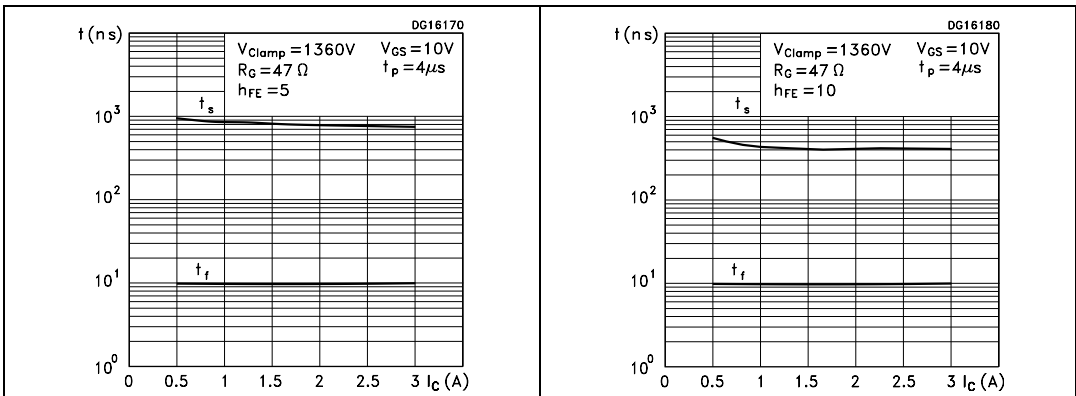 DG16170
t(ns)
V_Clamp =1360V V_GS =10V
R_G =47 Ω t_p =4μs
h_FE =5
t_s
10^3
10^2
t_f
10^1
10^0
0 0.5 1 1.5 2 2.5 3 I_C (A)
DG16180
t(ns)
V_Clamp =1360V V_GS =10V
R_G =47 Ω t_p =4μs
h_FE =10
t_s
10^3
10^2
t_f
10^1
10^0
0 0.5 1 1.5 2 2.5 3 I_C (A)